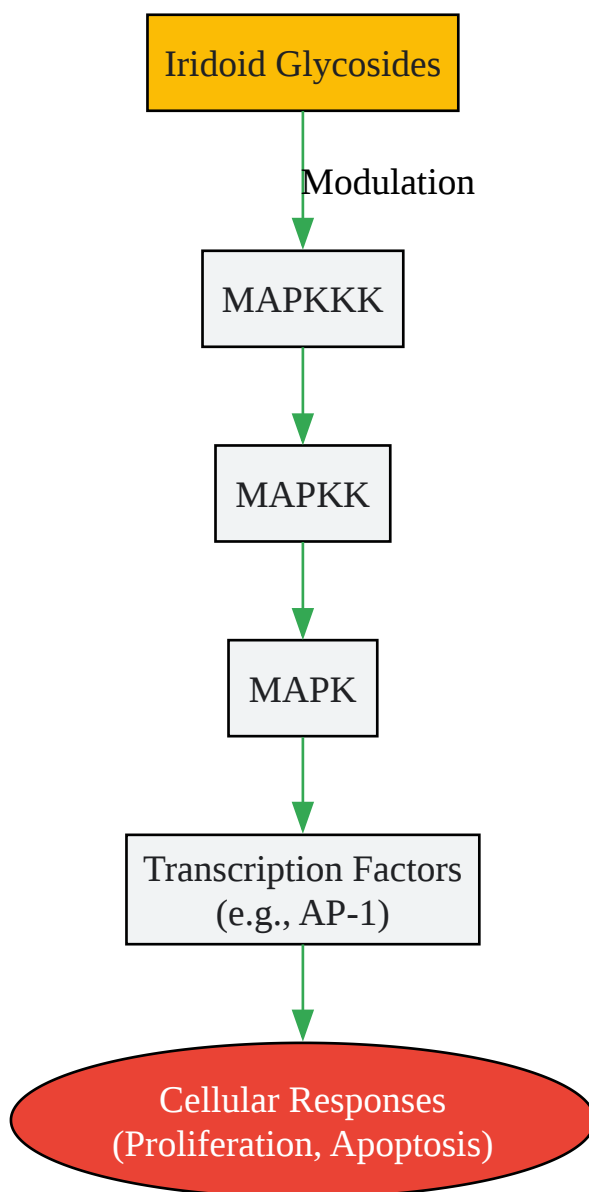 Iridoid Glycosides
Modulation
MAPKKK
MAPKK
MAPK
Transcription Factors
(e.g., AP-1)
Cellular Responses
(Proliferation, Apoptosis)